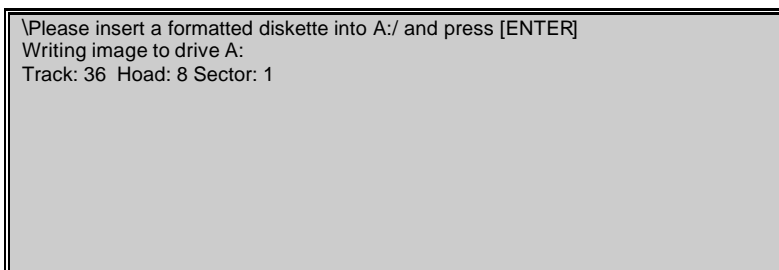 \Please insert a formatted diskette into A:/ and press [ENTER]
Writing image to drive A:
Track: 36  Hoad: 8 Sector: 1